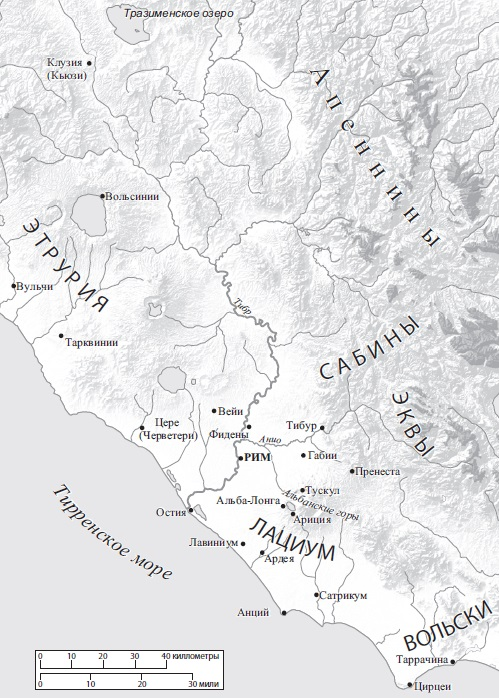 Тразименское озеро
Клузия
(Кьюзи)
Апеннины
Вольсинии
ЭТРУРИЯ
Вульчи
Тибр
Тарквинии
САБИНЫ
ЭКВЫ
Вейи
Цере
(Черветери)
Фидены
Тибур
Анио
РИМ
Габии
Пренеста
Тускул
Альба-Лонга
Альбанские горы
Остия
Ариция
ЛАЦИУМ
Тирренское море
Лавиниум
Ардея
Сатрикум
Анций
ВОЛЬСКИ
Таррачина
Цирцеи
0 10 20 30 40 километры
0 10 20 30 мили